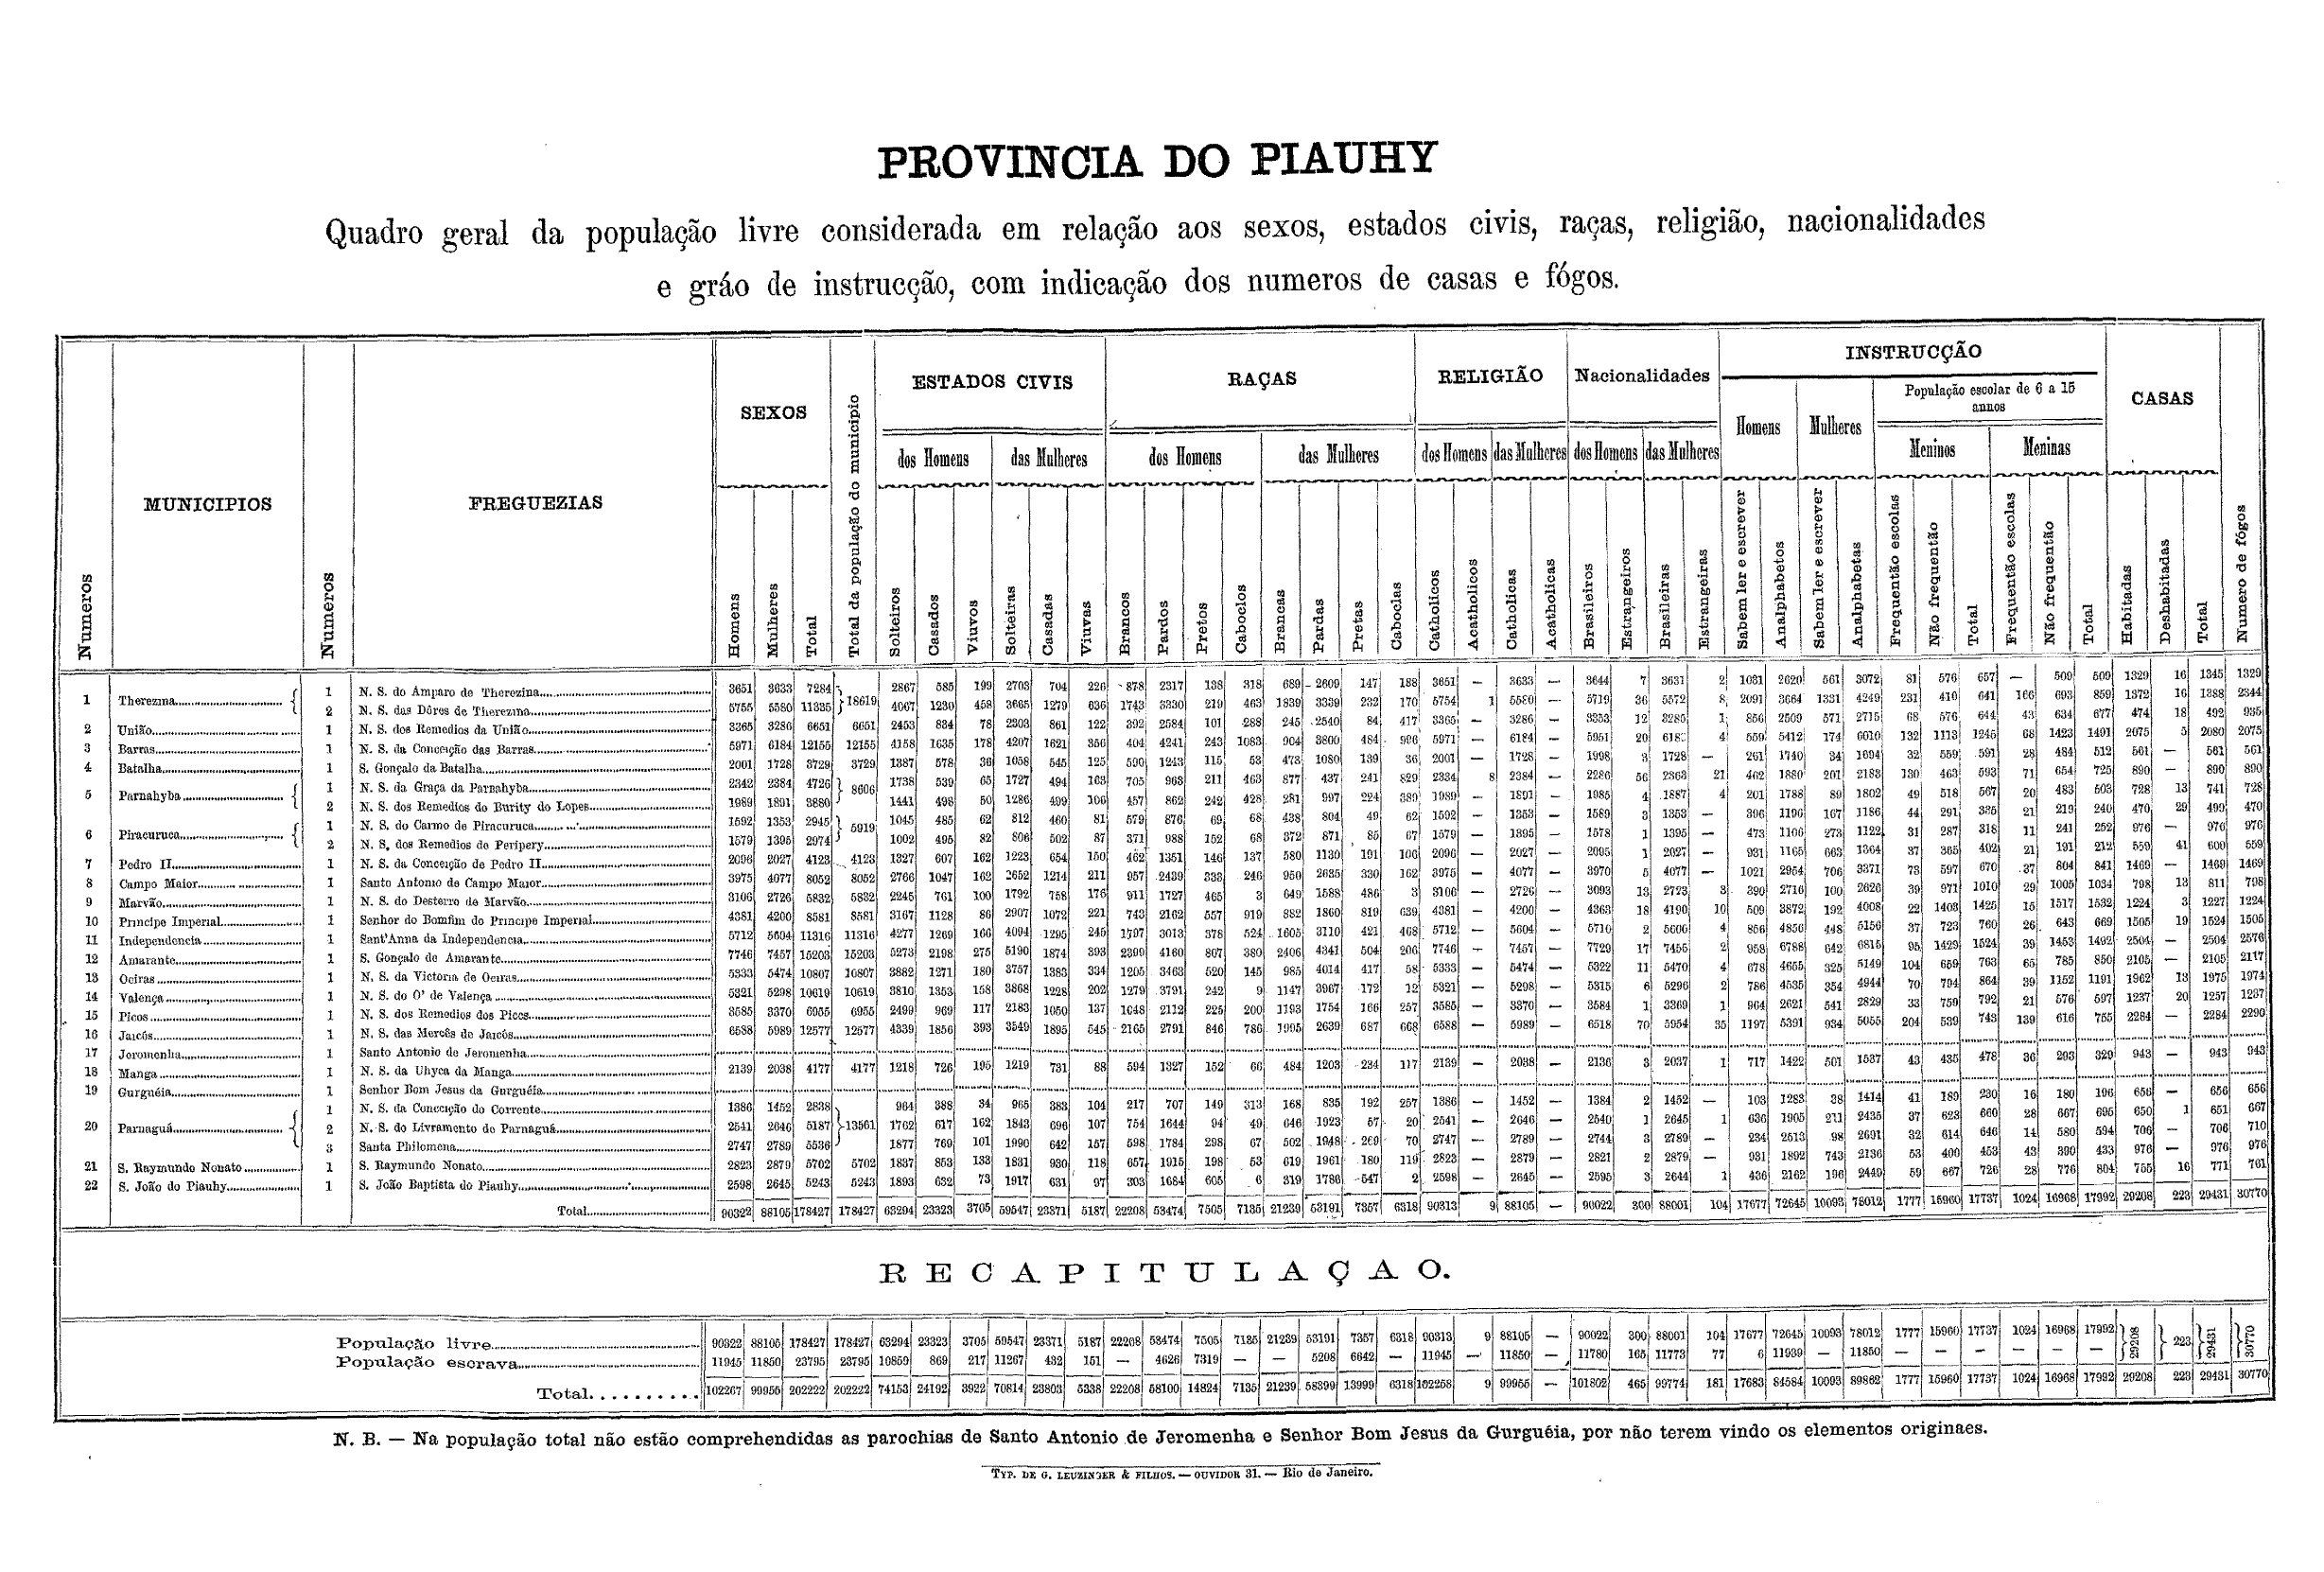 PROVINCIA DO PIAUHY
Quadro geral da população livre considerada em relação aos sexos, estados civis, raças, religião, nacionalidades
e gráo de instrucção, com indicação dos numeros de casas e fógos.
Numeros
MUNICIPIOS
Numeros
FREGUEZIAS
SEXOS
Homens
Mulheres
Total
Total da população do municipio
ESTADOS CIVIS
dos Homens
das Mulheres
Solteiros
Casados
Viuvos
Solteiras
Casadas
Viuvas
RAÇAS
dos Homens
das Mulheres
Brancos
Pardos
Pretos
Caboclos
Brancas
Pardas
Pretas
Caboclas
RELIGIÃO
dos Homens
das Mulheres
Catholicos
Acatholicos
Catholicas
Acatholicas
Nacionalidades
dos Homens
das Mulheres
Brasileiros
Estrangeiros
Brasileiras
Estrangeiras
INSTRUCÇÃO
Homens
Mulheres
População escolar de 6 a 15
annos
Meninos
Meninas
Sabem ler e escrever
Analphabetos
Sabem ler e escrever
Analphabetas
Frequentão escolas
Não frequentão
Total
Frequentão escolas
Não frequentão
Total
CASAS
Habitadas
Deshabitadas
Total
Numero de fógos
1 Therezina 1 N. S. do Amparo de Therezina 3651 3633 7284 18619 2867 585 199 2703 704 226 878 2317 138 318 689 2609 147 188 3651 — 3633 — 3644 7 3631 2 1031 2620 561 3072 81 576 657 — 509 509 1329 16 1345 1329
2 N. S. das Dôres de Therezina 5755 5580 11335 4067 1230 458 3665 1279 636 1743 3330 219 463 1839 3339 232 170 5754 1 5580 — 5719 36 5572 8 2091 3664 1331 4249 231 410 641 166 693 859 1372 16 1388 2344
2 União 1 N. S. dos Remedios da União 3365 3286 6651 6651 2453 834 78 2303 861 122 392 2584 101 288 245 2540 84 417 3365 — 3286 — 3353 12 3285 1 856 2509 571 2715 68 576 644 43 634 677 474 18 492 935
3 Barras 1 N. S. da Conceição das Barras 5971 6184 12155 12155 4158 1635 178 4207 1621 356 404 4241 243 1083 904 3800 484 996 5971 — 6184 — 5951 20 4 559 5412 174 6010 132 1113 1245 68 1423 1491 2075 5 2080 2075
4 Batalha 1 S. Gonçalo da Batalha 2001 1728 3729 3729 1387 578 36 1058 545 125 590 1243 115 53 473 1080 139 36 2001 — 1728 — 1998 3 1728 — 261 1740 34 1694 32 559 591 28 484 512 561 — 561 561
5 Parnahyba 1 N. S. da Graça da Parnahyba 2342 2384 4726 8606 1738 539 65 1727 494 163 705 963 211 463 877 437 241 829 2334 8 2384 — 2286 56 2363 21 462 1880 201 2183 130 463 593 71 654 725 890 — 890 890
2 N. S. dos Remedios do Burity do Lopes 1989 1891 3880 1441 498 50 1286 499 106 457 862 242 428 281 997 224 389 1989 — 1891 — 1985 4 1887 4 201 1788 89 1802 49 518 567 20 483 503 728 13 741 728
6 Piracuruca 1 N. S. do Carmo de Piracuruca 1592 1353 2945 5919 1045 485 62 812 460 81 579 876 69 68 438 804 49 62 1592 — 1353 — 1589 3 1353 — 396 1196 167 1186 44 291 335 21 219 240 470 29 499 470
2 N. S. dos Remedios do Peripery 1579 1395 2974 1002 495 82 806 502 87 371 988 152 68 372 871 85 67 1579 — 1395 — 1578 1 1395 — 473 1106 273 1122 31 287 318 11 241 252 976 — 976 976
7 Pedro II 1 N. S. da Conceição de Pedro II 2096 2027 4123 4123 1327 607 162 1223 654 150 462 1351 146 137 580 1130 191 106 2096 — 2027 — 2095 1 2027 — 931 1165 663 1364 37 365 402 21 191 212 559 41 600 559
8 Campo Maior 1 Santo Antonio de Campo Maior 3975 4077 8052 8052 2766 1047 162 2652 1214 211 957 2439 333 246 950 2635 330 162 3975 — 4077 — 3970 5 4077 — 1021 2954 706 3371 73 597 670 37 804 841 1469 — 1469 1469
9 Marvão 1 N. S. do Desterro de Marvão 3106 2726 5832 5832 2245 761 100 1792 758 176 911 1727 465 3 649 1588 486 3 3106 — 2726 — 3093 13 2723 3 390 2716 100 2626 39 971 1010 29 1005 1034 798 13 811 798
10 Principe Imperial 1 Senhor do Bomfim do Principe Imperial 4381 4200 8581 8581 3167 1128 86 2907 1072 221 743 2162 557 919 882 1860 819 639 4381 — 4200 — 4363 18 4190 10 509 3872 192 4008 22 1403 1425 15 1517 1532 1224 3 1227 1224
11 Independencia 1 Sant'Anna da Independencia 5712 5604 11316 11316 4277 1269 166 4094 1295 245 1797 3013 378 524 1605 3110 421 468 5712 — 5604 — 5710 2 5600 4 856 4856 448 5156 37 723 760 26 643 669 1505 19 1524 1505
12 Amarante 1 S. Gonçalo de Amarante 7746 7457 15203 15203 5273 2198 275 5190 1874 393 2399 4160 807 380 2406 4341 504 206 7746 — 7457 — 7729 17 7455 2 958 6788 642 6815 95 1429 1524 39 1453 1492 2504 — 2504 2576
13 Oeiras 1 N. S. da Victoria de Oeiras 5333 5474 10807 10807 3882 1271 180 3757 1383 334 1205 3463 520 145 985 4014 417 58 5333 — 5474 — 5322 11 5470 4 678 4655 325 5149 104 659 763 65 785 850 2105 — 2105 2117
14 Valença 1 N. S. do O' de Valença 5321 5298 10619 10619 3810 1353 158 3868 1228 202 1279 3791 242 9 1147 3967 172 12 5321 — 5298 — 5315 6 5296 2 786 4535 354 4944 70 794 864 39 1152 1191 1962 13 1975 1974
15 Picos 1 N. S. dos Remedios dos Picos 3585 3370 6955 6955 2499 969 117 2183 1050 137 1048 2112 225 200 1193 1754 166 257 3585 — 3370 — 3584 1 3369 1 964 2621 541 2829 33 759 792 21 576 597 1237 20 1257 1237
16 Jaicós 1 N. S. das Mercês de Jaicós 6588 5989 12577 12577 4339 1856 393 3549 1895 545 2165 2791 846 786 1995 2639 687 668 6588 — 5989 — 6518 70 5954 35 1197 5391 934 5055 204 539 743 139 616 755 2284 — 2284 2290
17 Jeromenha 1 Santo Antonio de Jeromenha
18 Manga 1 N. S. da Uhyca da Manga 2139 2038 4177 4177 1218 726 195 1219 731 88 594 1327 152 66 484 1203 234 117 2139 — 2038 — 2136 3 2037 1 717 1422 501 1537 43 435 478 36 293 329 943 — 943 943
19 Gurguéia 1 Senhor Bom Jesus da Gurguéia
20 Parnaguá 1 N. S. da Conceição do Corrente 1386 1452 2838 13561 964 388 34 965 383 104 217 707 149 313 168 835 192 257 1386 — 1452 — 1384 2 1452 — 103 1283 38 1414 41 189 230 16 180 196 656 — 656 656
2 N. S. do Livramento do Parnaguá 2541 2646 5187 1762 617 162 1843 696 107 754 1644 94 49 646 1923 57 20 2541 — 2646 — 2540 1 2645 1 636 1905 211 2435 37 623 660 28 667 695 650 1 651 667
3 Santa Philomena 2747 2789 5536 1877 769 101 1990 642 157 598 1784 298 67 502 1948 269 70 2747 — 2789 — 2744 3 2789 — 234 2513 98 2691 32 614 646 14 580 594 706 — 706 710
21 S. Raymundo Nonato 1 S. Raymundo Nonato 2823 2879 5702 5702 1837 853 133 1831 930 118 657 1915 198 53 619 1961 180 119 2823 — 2879 — 2821 2 2879 — 931 1892 743 2136 53 400 453 43 390 433 976 — 976 976
22 S. João do Piauhy 1 S. João Baptista do Piauhy 2598 2645 5243 5243 1893 632 73 1917 631 97 303 1684 605 6 319 1786 547 2 2598 — 2645 — 2595 3 2644 1 436 2162 196 2449 59 667 726 28 776 804 755 16 771 761
Total 90322 88105 178427 178427 63294 23323 3705 59547 23371 5187 22208 53474 7505 7135 21239 53191 7357 6318 90313 9 88105 — 90022 300 88001 104 17677 72645 10093 78012 1777 15960 17737 1024 16968 17992 29208 223 29431 30770
RECAPITULAÇAO.
População livre 90322 88105 178427 178427 63294 23323 3705 59547 23371 5187 22208 53474 7505 7135 21239 53191 7357 6318 90313 9 88105 — 90022 300 88001 104 17677 72645 10093 78012 1777 15960 17737 1024 16968 17992 29208 223 29431 30770
População escrava 11945 11850 23795 23795 10859 869 217 11267 432 151 — 4626 7319 — — 5208 6642 — 11945 — 11850 — 11780 165 11773 77 6 11939 — 11850 — — — — — —
Total 102267 99955 202222 202222 74153 24192 3922 70814 23803 5338 22208 58100 14824 7135 21239 58399 13999 6318 102258 9 99955 — 101802 465 99774 181 17683 84584 10093 89862 1777 15960 17737 1024 16968 17992 29208 223 29431 30770
N. B. — Na população total não estão comprehendidas as parochias de Santo Antonio de Jeromenha e Senhor Bom Jesus da Gurguéia, por não terem vindo os elementos originaes.
TYP. DE G. LEUZINGER & FILHOS. — OUVIDOR 31. — Rio de Janeiro.